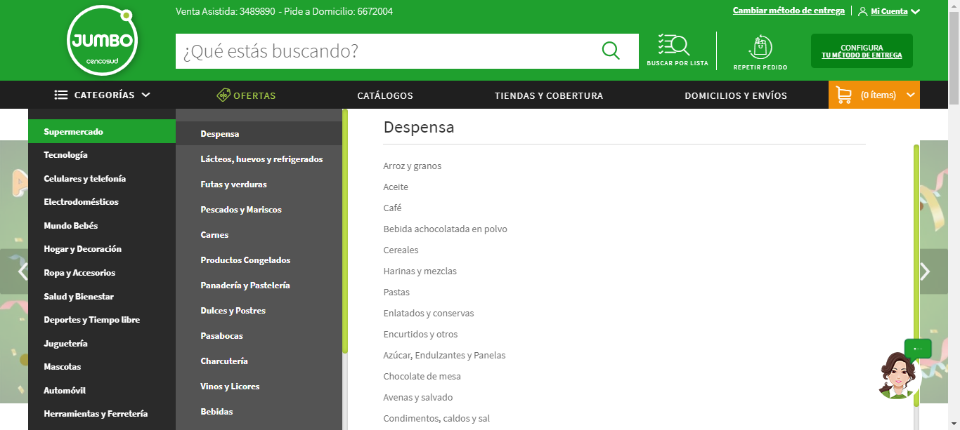 Venta Asistida: 3489890 - Pide a Domicilio: 6672004
Cambiar método de entrega
Mi Cuenta
JUMBO
cencosud
¿Qué estás buscando?
BUSCAR POR LISTA
REPETIR PEDIDO
CONFIGURA
TU MÉTODO DE ENTREGA
CATEGORÍAS
OFERTAS
CATÁLOGOS
TIENDAS Y COBERTURA
DOMICILIOS Y ENVÍOS
(0 ítems)
Supermercado
Tecnología
Celulares y telefonía
Electrodomésticos
Mundo Bebés
Hogar y Decoración
Ropa y Accesorios
Salud y Bienestar
Deportes y Tiempo libre
Juguetería
Mascotas
Automóvil
Herramientas y Ferretería
Despensa
Lácteos, huevos y refrigerados
Futas y verduras
Pescados y Mariscos
Carnes
Productos Congelados
Panadería y Pastelería
Dulces y Postres
Pasabocas
Charcutería
Vinos y Licores
Bebidas
Despensa
Arroz y granos
Aceite
Café
Bebida achocolatada en polvo
Cereales
Harinas y mezclas
Pastas
Enlatados y conservas
Encurtidos y otros
Azúcar, Endulzantes y Panelas
Chocolate de mesa
Avenas y salvado
Condimentos, caldos y sal